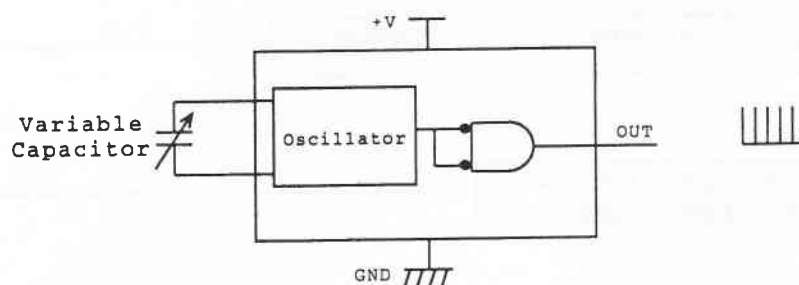 +V
Variable
Capacitor
Oscillator
OUT
GND